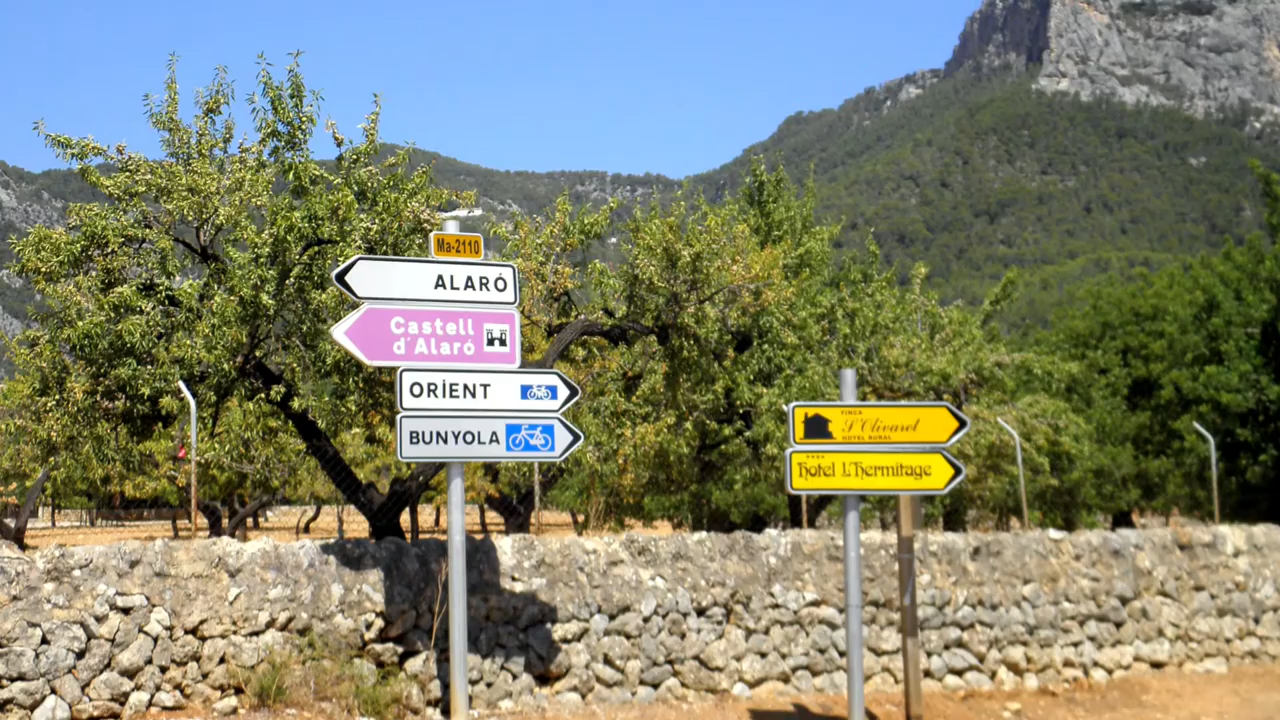 Ma-2110
ALARÓ
Castell
d'Alaró
ORIENT
BUNYOLA
FINCA
S'Olivaret
HOTEL RURAL
Hotel L'Hermitage